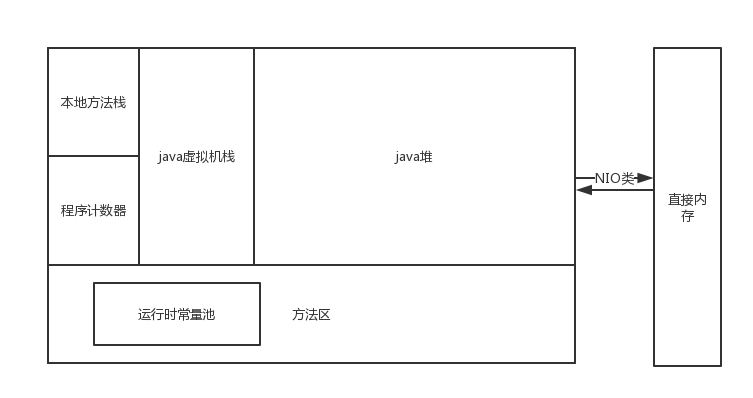 本地方法栈
java虚拟机栈
java堆
NIO类
直接内
存
程序计数器
运行时常量池
方法区